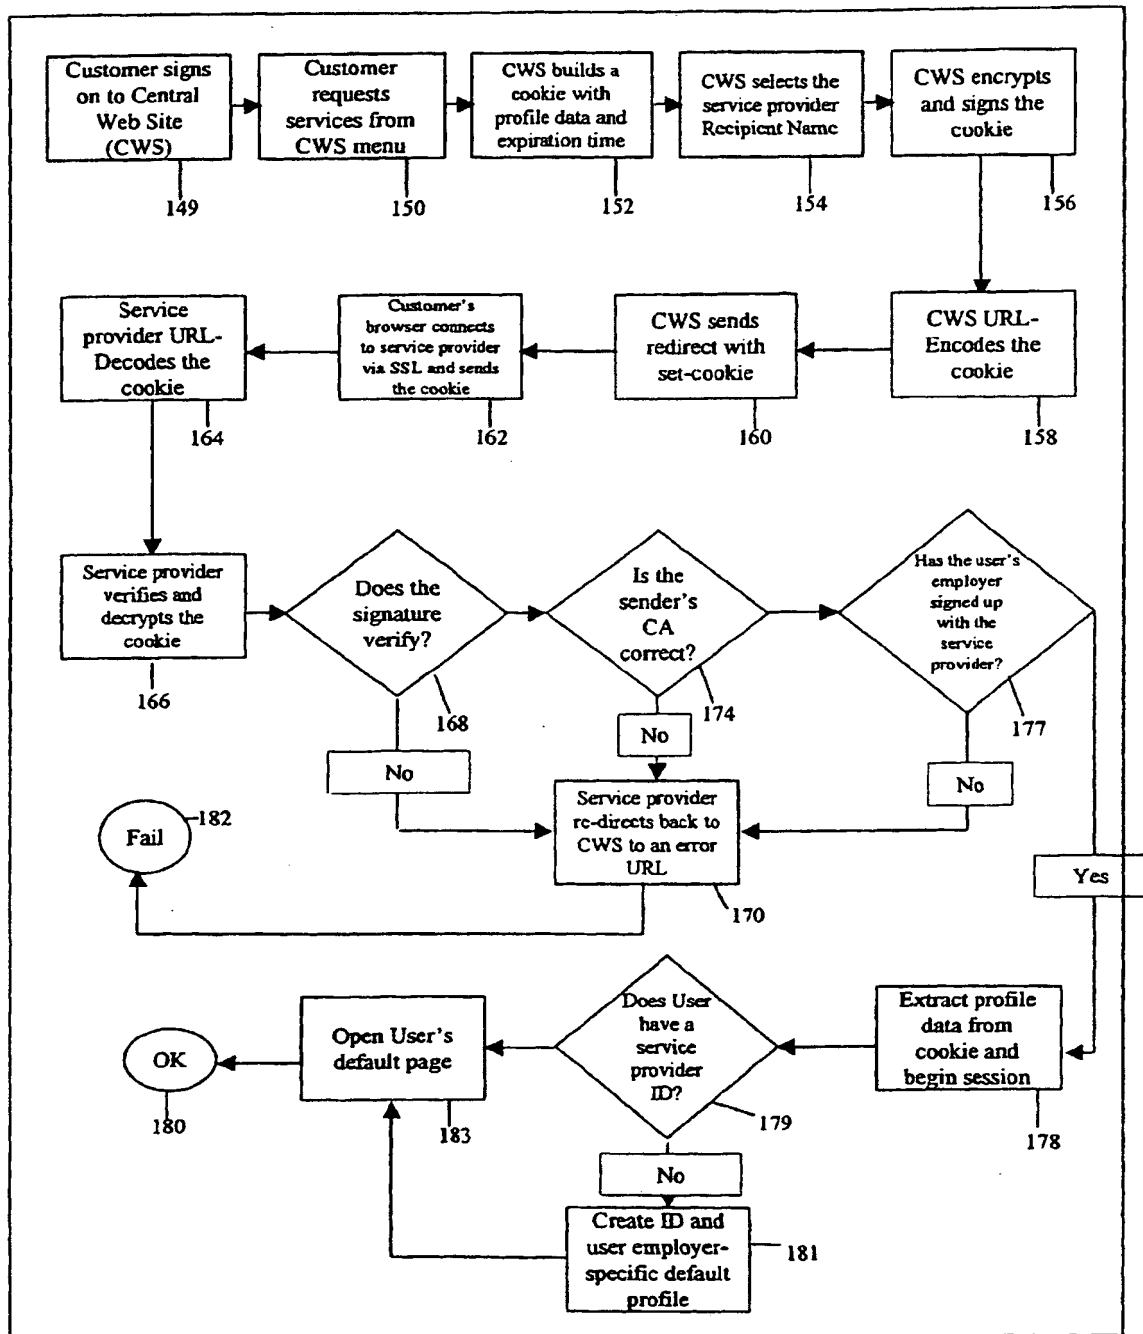 Customer signs
on to Central
Web Site
(CWS)
149
Customer
requests
services from
CWS menu
150
CWS builds a
cookie with
profile data and
expiration time
152
CWS selects the
service provider
Recipient Name
154
CWS encrypts
and signs the
cookie
156
Service
provider URL-
Decodes the
cookie
164
Customer's
browser connects
to service provider
via SSL and sends
the cookie
162
CWS sends
redirect with
set-cookie
160
CWS URL-
Encodes the
cookie
158
Service provider
verifies and
decrypts the
cookie
166
Does the
signature
verify?
168
Is the
sender's
CA
correct?
174
Has the user's
employer
signed up
with the
service
provider?
177
No
No
No
Fail
182
Service provider
re-directs back to
CWS to an error
URL
170
Yes
OK
180
Open User's
default page
183
Does User
have a
service
provider
ID?
179
Extract profile
data from
cookie and
begin session
178
No
Create ID and
user employer-
specific default
profile
181